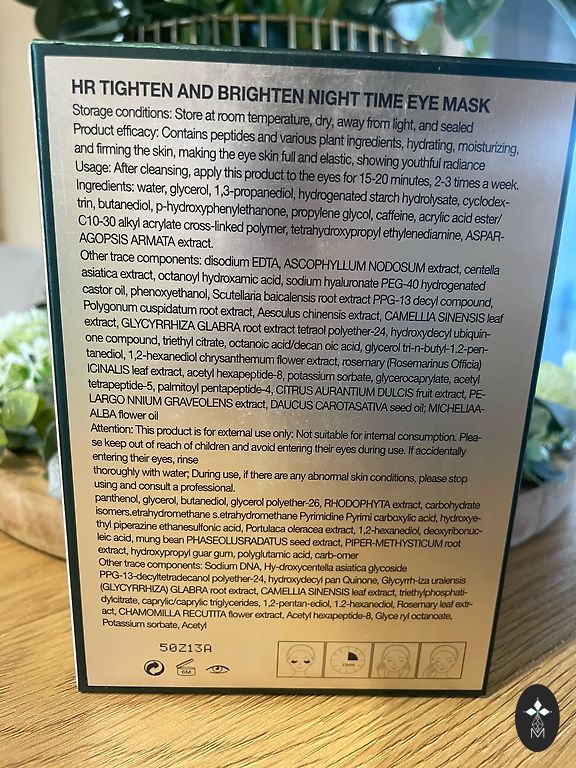 HR TIGHTEN AND BRIGHTEN NIGHT TIME EYE MASK
Storage conditions: Store at room temperature, dry, away from light, and sealed
Product efficacy: Contains peptides and various plant ingredients, hydrating, moisturizing,
and firming the skin, making the eye skin full and elastic, showing youthful radiance
Usage: After cleansing, apply this product to the eyes for 15-20 minutes, 2-3 times a week.
Ingredients: water, glycerol, 1,3-propanediol, hydrogenated starch hydrolysate, cyclodex-
trin, butanediol, p-hydroxyphenylethanone, propylene glycol, caffeine, acrylic acid ester/
C10-30 alkyl acrylate cross-linked polymer, tetrahydroxypropyl ethylenediamine, ASPAR-
AGOPSIS ARMATA extract.
Other trace components: disodium EDTA, ASCOPHYLLUM NODOSUM extract, centella
asiatica extract, octanoyl hydroxamic acid, sodium hyaluronate PEG-40 hydrogenated
castor oil, phenoxyethanol, Scutellaria baicalensis root extract PPG-13 decyl compound,
Polygonum cuspidatum root extract, Aesculus chinensis extract, CAMELLIA SINENSIS leaf
extract, GLYCYRRHIZA GLABRA root extract tetraol polyether-24, hydroxydecyl ubiquin-
one compound, triethyl citrate, octanoic acid/decan oic acid, glycerol tri-n-butyl-1.2-pen-
tanediol, 1,2-hexanediol chrysanthemum flower extract, rosemary (Rosemarinus Officia)
ICINALIS leaf extract, acetyl hexapeptide-8, potassium sorbate, glycerocaprylate, acetyl
tetrapeptide-5, palmitoyl pentapeptide-4, CITRUS AURANTIUM DULCIS fruit extract, PE-
LARGO NNIUM GRAVEOLENS extract, DAUCUS CAROTASATIVA seed oil; MICHELIAA-
ALBA flower oil
Attention: This product is for external use only: Not suitable for internal consumption. Plea-
se keep out of reach of children and avoid entering their eyes during use. If accidentally
entering their eyes, rinse
thoroughly with water; During use, if there are any abnormal skin conditions, please stop
using and consult a professional.
panthenol, glycerol, butanediol, glycerol polyether-26, RHODOPHYTA extract, carbohydrate
isomers.etrahydromethane s.etrahydromethane Pyrimidine Pyrimi carboxylic acid, hydroxye-
thyl piperazine ethanesulfonic acid, Portulaca oleracea extract, 1,2-hexanediol, deoxyribonuc-
leic acid, mung bean PHASEOLUSRADATUS seed extract, PIPER-METHYSTICUM root
extract, hydroxypropyl guar gum, polyglutamic acid, carb-omer
Other trace components: Sodium DNA, Hy-droxycentella asiatica glycoside
PPG-13-decyltetradecanol polyether-24, hydroxydecyl pan Quinone, Glycyrrh-iza uralensis
(GLYCYRRHIZA) GLABRA root extract, CAMELLIA SINENSIS leaf extract, triethylphosphati-
dylcitrate, caprylic/caprylic triglycerides, 1,2-pentan-ediol, 1.2-hexanediol, Rosemary leaf extr-
act, CHAMOMILLA RECUTITA flower extract, Acetyl hexapeptide-8, Glyce ryl octanoate,
Potassium sorbate, Acetyl
50213A
6M
M